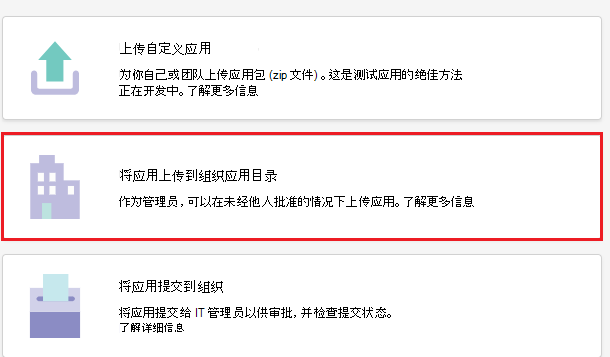 上传自定义应用
为你自己或团队上传应用包 (zip 文件) 。这是测试应用的绝佳方法
正在开发中。了解更多信息
将应用上传到组织应用目录
作为管理员，可以在未经他人批准的情况下上传应用。了解更多信息
将应用提交到组织
将应用提交给 IT 管理员以供审批，并检查提交状态。
了解详细信息